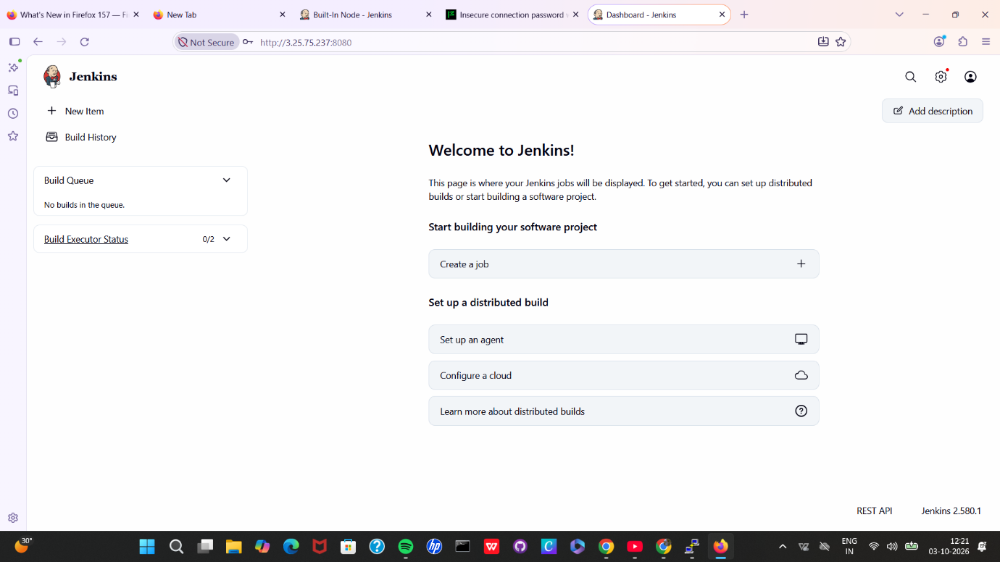 What's New in Firefox 157 — Fi
New Tab
Built-In Node - Jenkins
Insecure connection password
Dashboard - Jenkins
Not Secure
http://3.25.75.237:8080
Jenkins
New Item
Add description
Build History
Welcome to Jenkins!
Build Queue
This page is where your Jenkins jobs will be displayed. To get started, you can set up distributed
builds or start building a software project.
No builds in the queue.
Start building your software project
Build Executor Status
0/2
Create a job
Set up a distributed build
Set up an agent
Configure a cloud
Learn more about distributed builds
REST API
Jenkins 2.580.1
30°
ENG
IN
12:21
03-10-2026